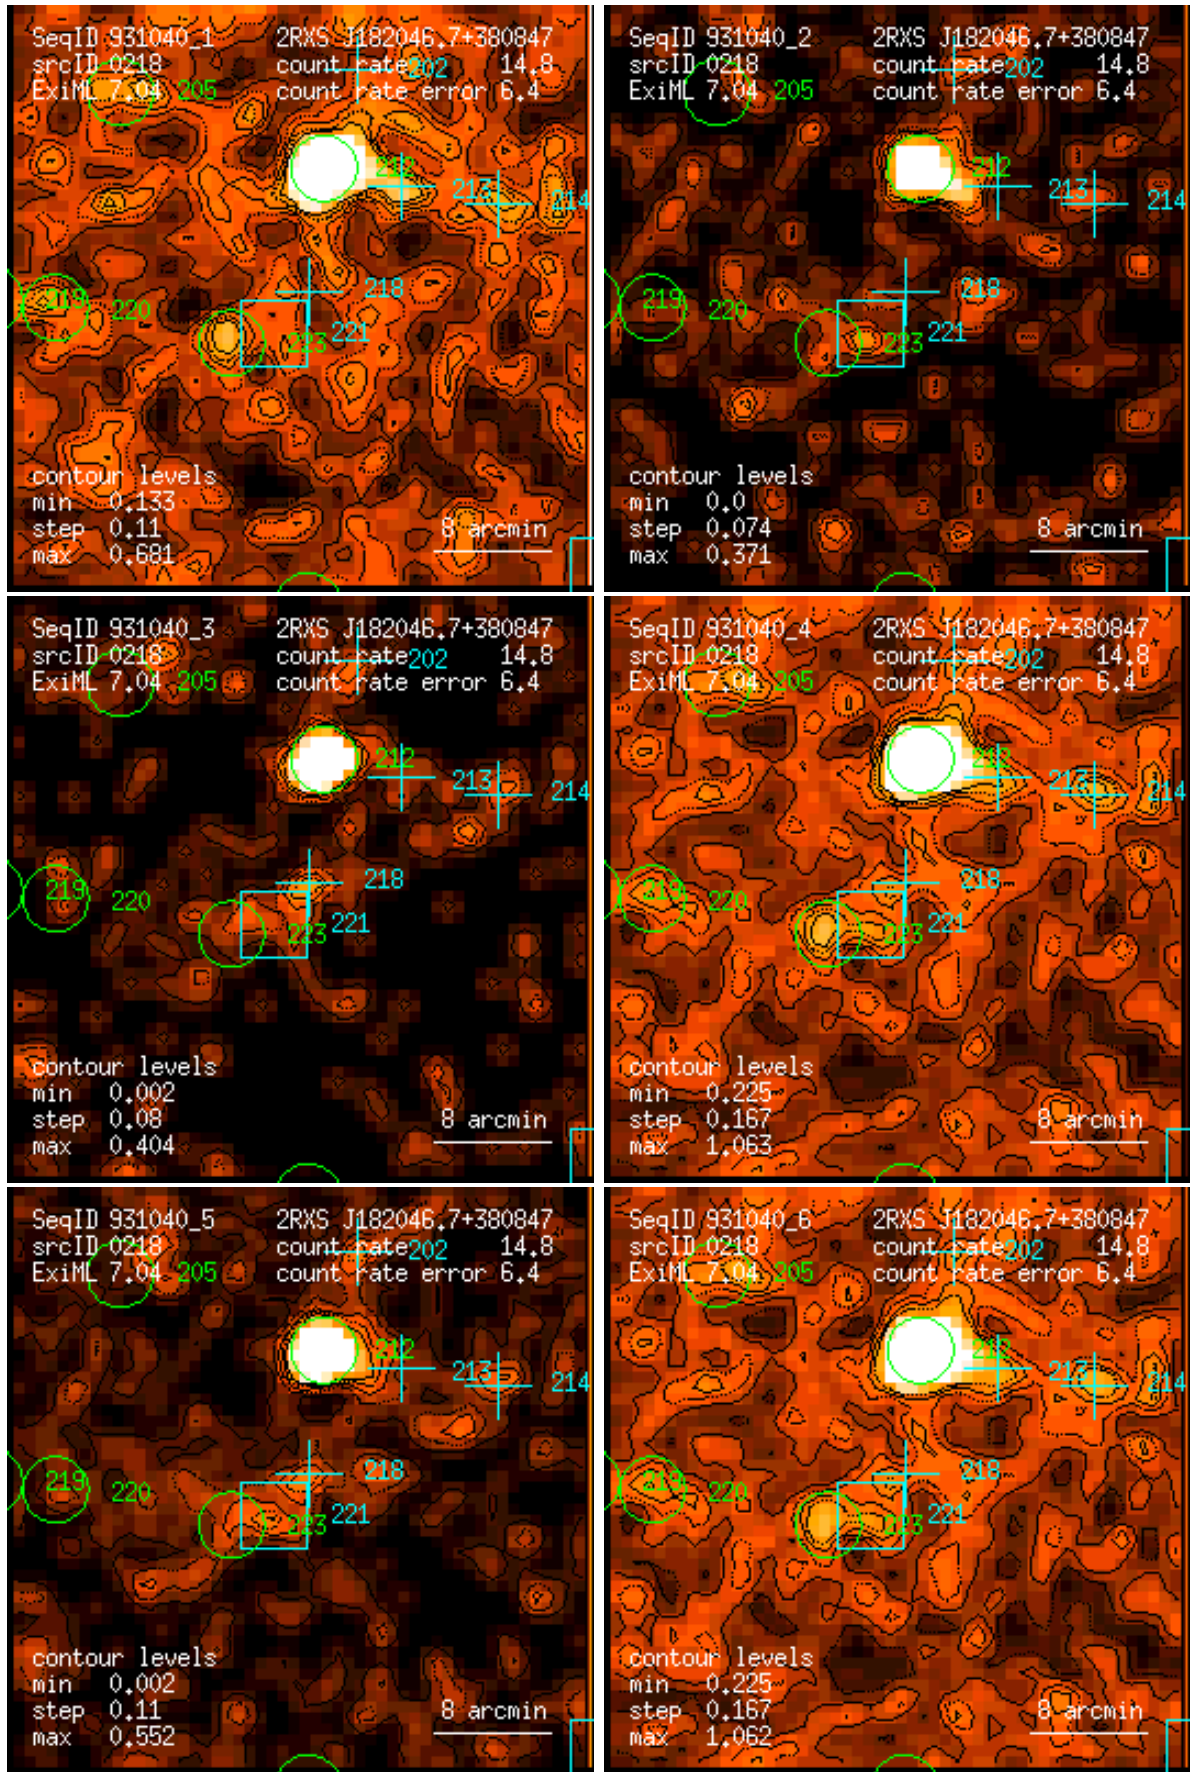 SeqID 931040_1 2RXS J182046.7+380847
srcID 0218 count rate 202 14.8
ExiML 7.04 205 count rate error 6.4
212
213
214
218
219 220
221
223
contour levels
min 0.133
step 0.11 8 arcmin
max 0.681
SeqID 931040_2 2RXS J182046.7+380847
srcID 0218 count rate 202 14.8
ExiML 7.04 205 count rate error 6.4
212
213
214
218
219 220
221
223
contour levels
min 0.0
step 0.074 8 arcmin
max 0.371
SeqID 931040_3 2RXS J182046.7+380847
srcID 0218 count rate 202 14.8
ExiML 7.04 205 count rate error 6.4
212
213
214
218
219 220
221
223
contour levels
min 0.002
step 0.08 8 arcmin
max 0.404
SeqID 931040_4 2RXS J182046.7+380847
srcID 0218 count rate 202 14.8
ExiML 7.04 205 count rate error 6.4
212
213
214
218
219 220
221
223
contour levels
min 0.225
step 0.167 8 arcmin
max 1.063
SeqID 931040_5 2RXS J182046.7+380847
srcID 0218 count rate 202 14.8
ExiML 7.04 205 count rate error 6.4
212
213
214
218
219 220
221
223
contour levels
min 0.002
step 0.11 8 arcmin
max 0.552
SeqID 931040_6 2RXS J182046.7+380847
srcID 0218 count rate 202 14.8
ExiML 7.04 205 count rate error 6.4
212
213
214
218
219 220
221
223
contour levels
min 0.225
step 0.167 8 arcmin
max 1.062